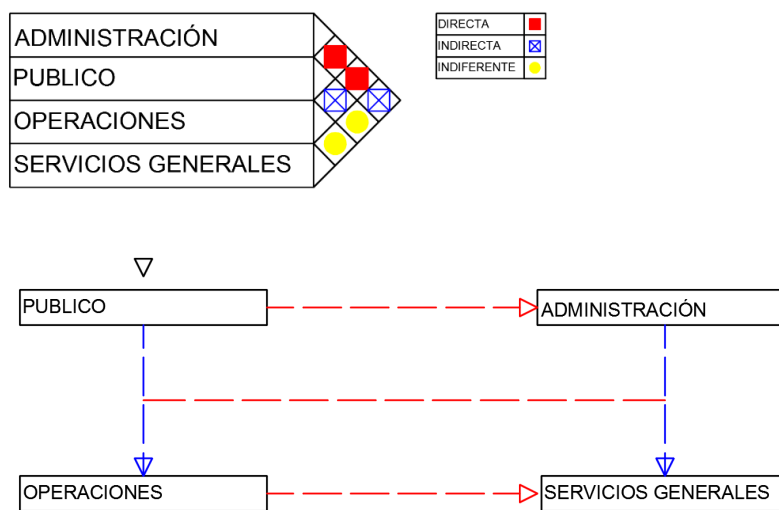 ADMINISTRACIÓN
PUBLICO
OPERACIONES
SERVICIOS GENERALES
DIRECTA
INDIRECTA
INDIFERENTE
PUBLICO
ADMINISTRACIÓN
OPERACIONES
SERVICIOS GENERALES